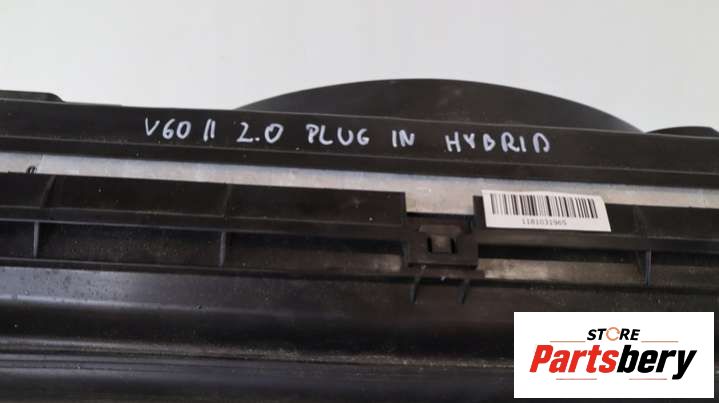 V60 II 2.0 PLUG IN HYBRID
1181031965
STORE
Partsbery